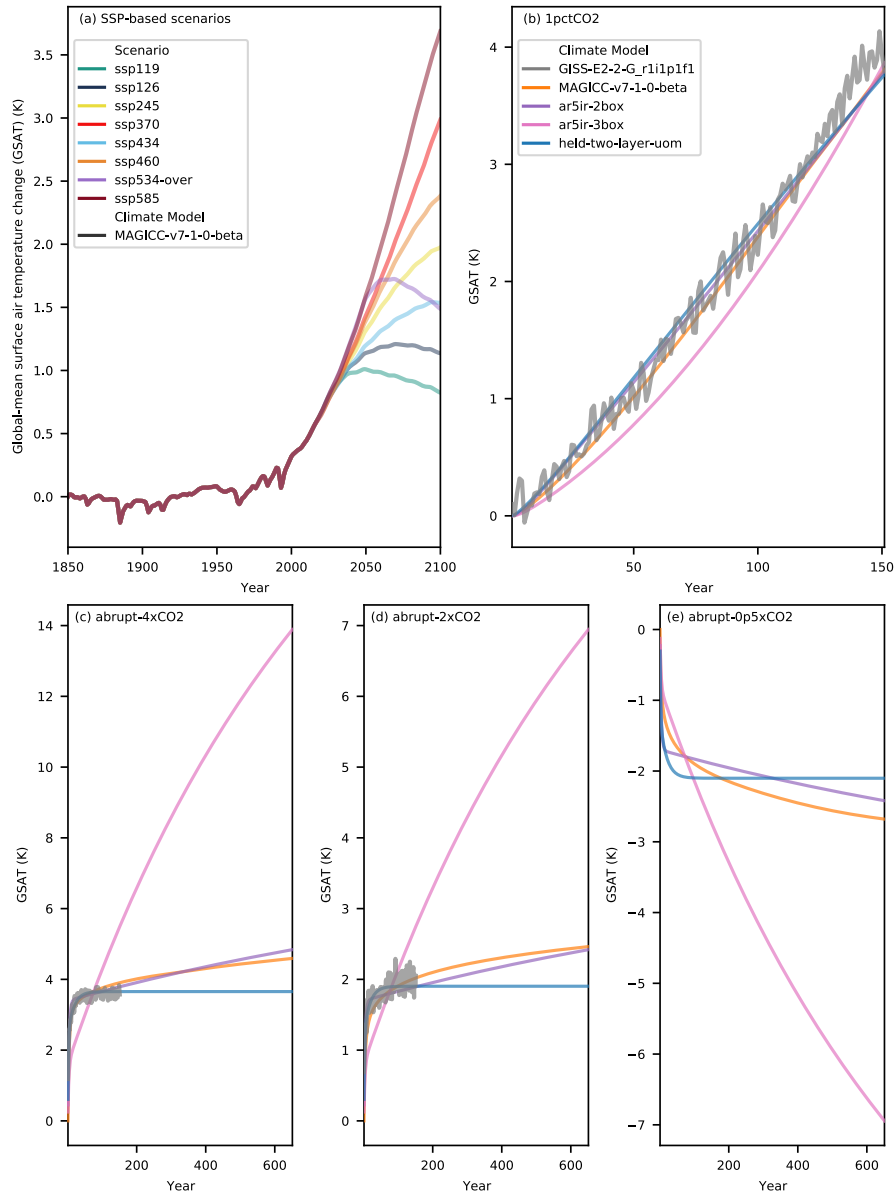 (a) SSP-based scenarios
Scenario
ssp119
ssp126
ssp245
ssp370
ssp434
ssp460
ssp534-over
ssp585
Climate Model
MAGICC-v7-1-0-beta
Global-mean surface air temperature change (GSAT) (K)
3.5
3.0
2.5
2.0
1.5
1.0
0.5
0.0
1850
1900
1950
2000
2050
2100
Year
(b) 1pctCO2
Climate Model
GISS-E2-2-G_r1i1p1f1
MAGICC-v7-1-0-beta
ar5ir-2box
ar5ir-3box
held-two-layer-uom
GSAT (K)
4
3
2
1
0
50
100
150
Year
(c) abrupt-4xCO2
GSAT (K)
14
12
10
8
6
4
2
0
0
200
400
600
Year
(d) abrupt-2xCO2
GSAT (K)
7
6
5
4
3
2
1
0
200
400
600
Year
(e) abrupt-0p5xCO2
GSAT (K)
0
−1
−2
−3
−4
−5
−6
−7
200
400
600
Year